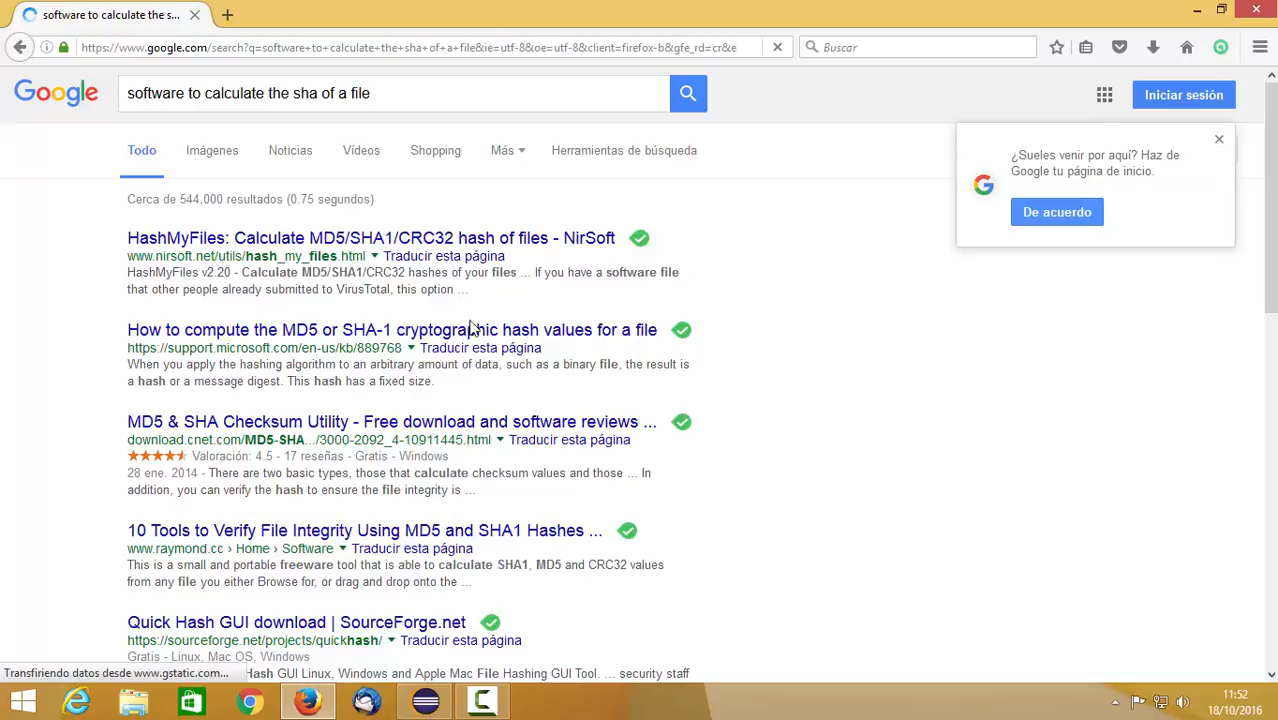 software to calculate the s...
https://www.google.com/search?q=software+to+calculate+the+sha+of+a+file&ie=utf-8&oe=utf-8&client=firefox-b&gfe_rd=cr&e
Buscar
Google
software to calculate the sha of a file
Iniciar sesión
Todo Imágenes Noticias Vídeos Shopping Más Herramientas de búsqueda
¿Sueles venir por aquí? Haz de
Google tu página de inicio.
De acuerdo
Cerca de 544,000 resultados (0.75 segundos)
HashMyFiles: Calculate MD5/SHA1/CRC32 hash of files - NirSoft
www.nirsoft.net/utils/hash_my_files.html Traducir esta página
HashMyFiles v2.20 - Calculate MD5/SHA1/CRC32 hashes of your files ... If you have a software file
that other people already submitted to VirusTotal, this option ...
How to compute the MD5 or SHA-1 cryptographic hash values for a file
https://support.microsoft.com/en-us/kb/889768 Traducir esta página
When you apply the hashing algorithm to an arbitrary amount of data, such as a binary file, the result is
a hash or a message digest. This hash has a fixed size.
MD5 & SHA Checksum Utility - Free download and software reviews ...
download.cnet.com/MD5-SHA.../3000-2092_4-10911445.html Traducir esta página
Valoración: 4.5 - 17 reseñas - Gratis - Windows
28 ene. 2014 - There are two basic types, those that calculate checksum values and those ... In
addition, you can verify the hash to ensure the file integrity is ...
10 Tools to Verify File Integrity Using MD5 and SHA1 Hashes ...
www.raymond.cc › Home › Software Traducir esta página
This is a small and portable freeware tool that is able to calculate SHA1, MD5 and CRC32 values
from any file you either Browse for, or drag and drop onto the ...
Quick Hash GUI download | SourceForge.net
https://sourceforge.net/projects/quickhash/ Traducir esta página
Gratis - Linux, Mac OS, Windows
Hash GUI Linux, Windows and Apple Mac File Hashing GUI Tool. ... security staff
Transfiriendo datos desde www.gstatic.com...
11:52
18/10/2016